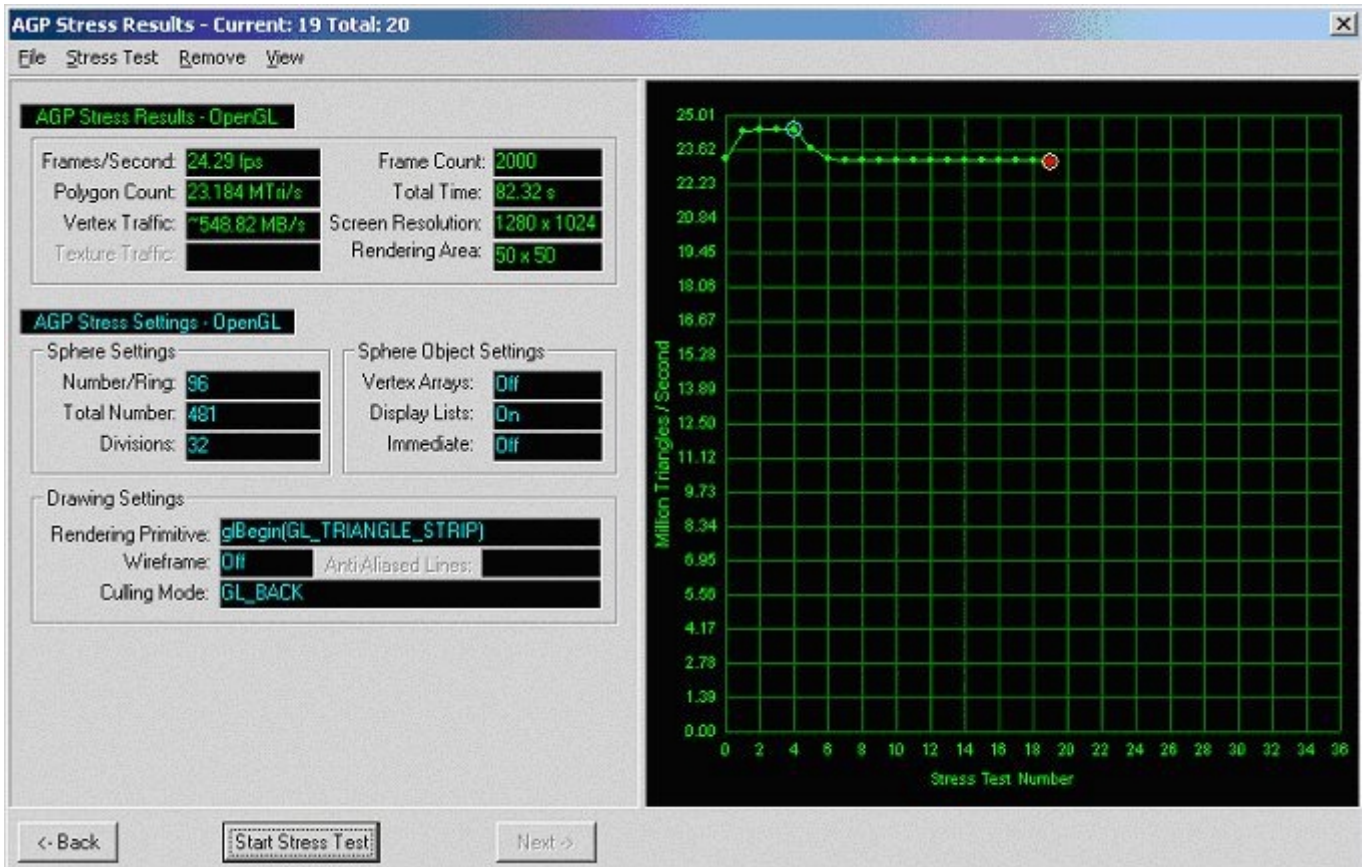 AGP Stress Results - Current: 19 Total: 20
File Stress Test Remove View
AGP Stress Results - OpenGL
Frames/Second: 24.29 fps
Frame Count: 2000
Polygon Count: 23.184 MTri/s
Total Time: 82.32 s
Vertex Traffic: ~548.82 MB/s
Screen Resolution: 1280 x 1024
Texture Traffic:
Rendering Area: 50 x 50
AGP Stress Settings - OpenGL
Sphere Settings
Number/Ring: 96
Total Number: 481
Divisions: 32
Sphere Object Settings
Vertex Arrays: Off
Display Lists: On
Immediate: Off
Drawing Settings
Rendering Primitive: glBegin(GL_TRIANGLE_STRIP)
Wireframe: Off
AntiAliased Lines:
Culling Mode: GL_BACK
<- Back
Start Stress Test
Next ->
Million Triangles / Second
25.01
23.62
22.23
20.84
19.45
18.06
16.67
15.28
13.89
12.50
11.12
9.73
8.34
6.95
5.56
4.17
2.78
1.39
0.00
0 2 4 6 8 10 12 14 16 18 20 22 24 26 28 30 32 34 36
Stress Test Number